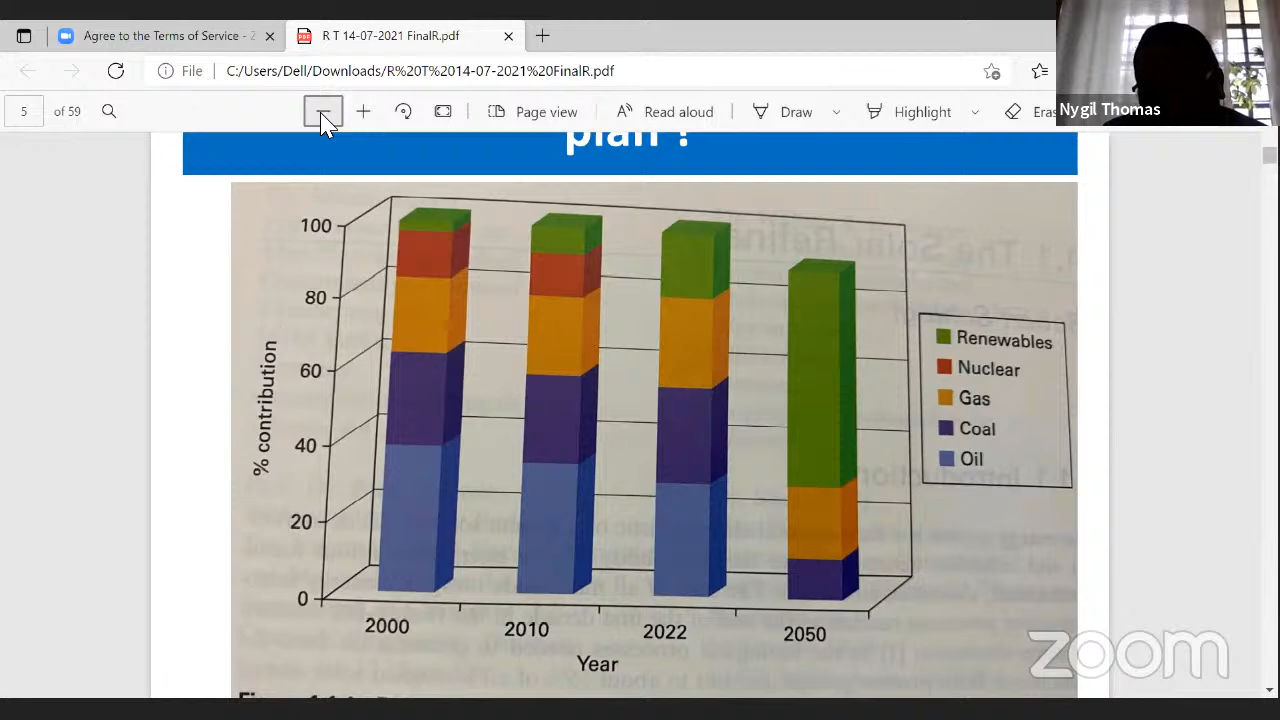 Agree to the Terms of Service - 2
R T 14-07-2021 FinalR.pdf
File
C:/Users/Dell/Downloads/R%20T%2014-07-2021%20FinalR.pdf
5 of 59
Page view
Read aloud
Draw
Highlight
Nygil Thomas
plan ?
100
80
60
40
20
0
% contribution
2000
2010
2022
2050
Year
Renewables
Nuclear
Gas
Coal
Oil
zoom